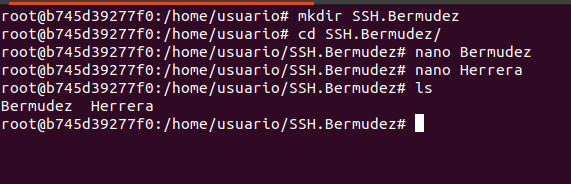 root@b745d39277f0:/home/usuario# mkdir SSH.Bermudez
root@b745d39277f0:/home/usuario# cd SSH.Bermudez/
root@b745d39277f0:/home/usuario/SSH.Bermudez# nano Bermudez
root@b745d39277f0:/home/usuario/SSH.Bermudez# nano Herrera
root@b745d39277f0:/home/usuario/SSH.Bermudez# ls
Bermudez  Herrera
root@b745d39277f0:/home/usuario/SSH.Bermudez#